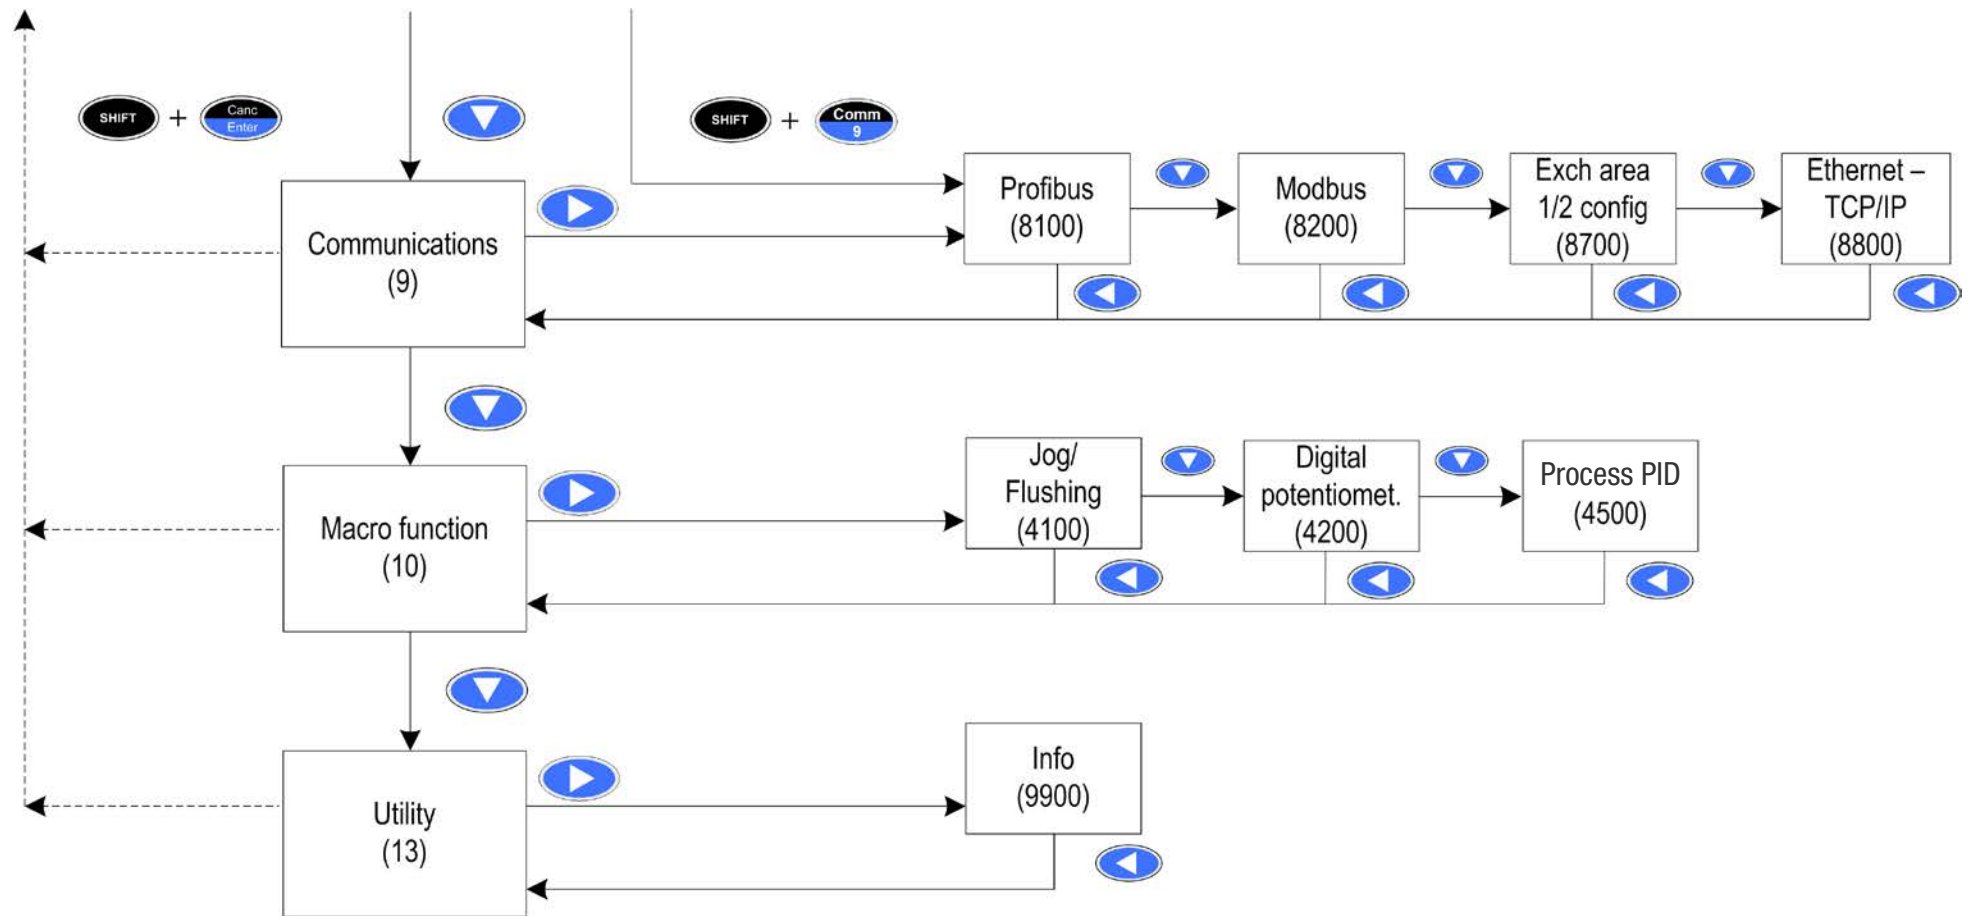 SHIFT + Canc
Enter
SHIFT + Comm
9
Communications
(9)
Profibus
(8100)
Modbus
(8200)
Exch area
1/2 config
(8700)
Ethernet –
TCP/IP
(8800)
Macro function
(10)
Jog/
Flushing
(4100)
Digital
potentiomet.
(4200)
Process PID
(4500)
Utility
(13)
Info
(9900)